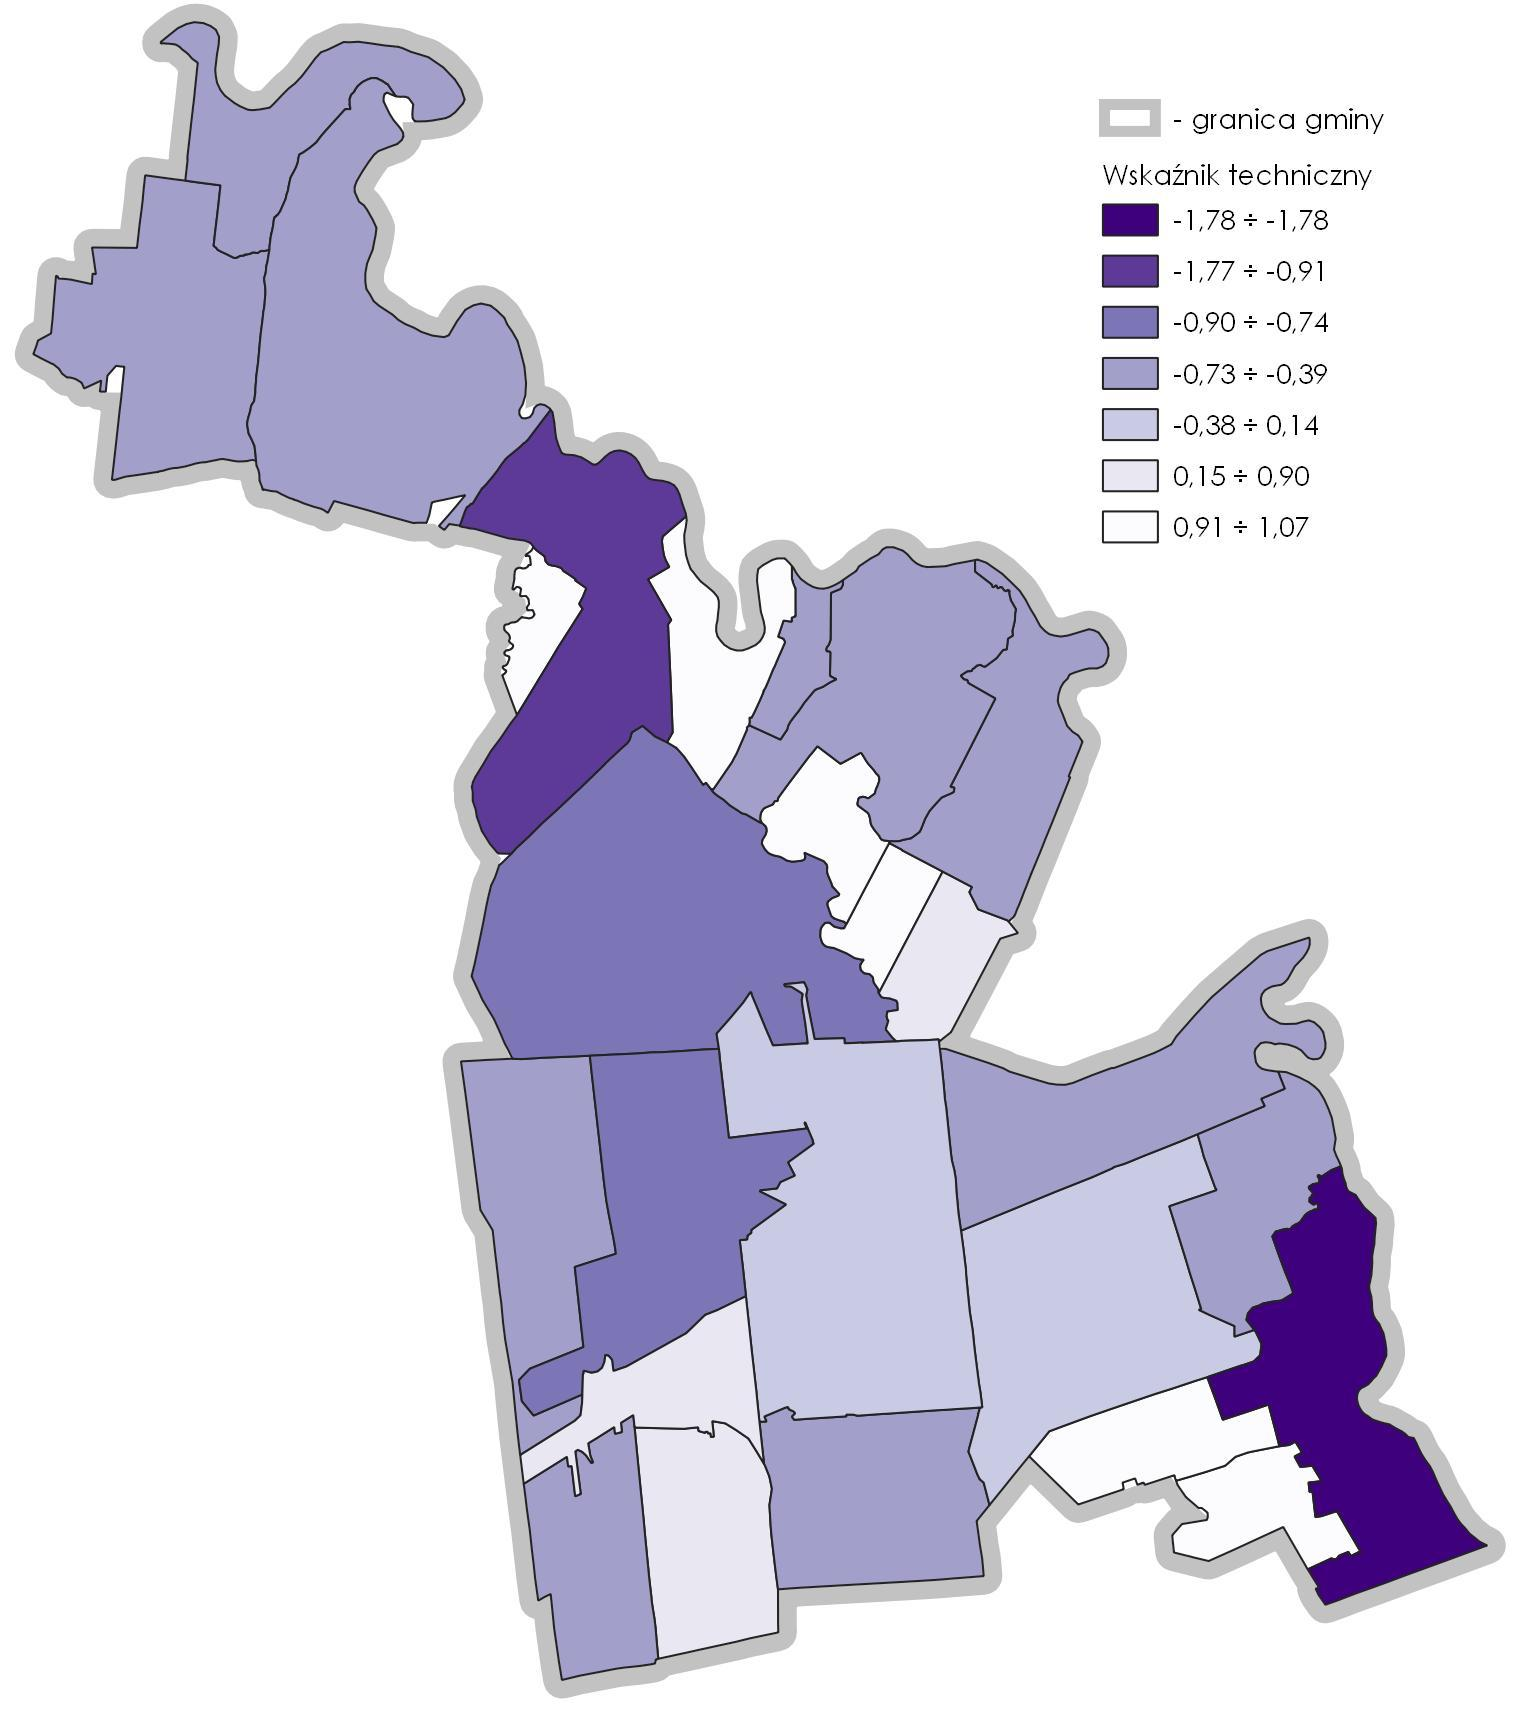 - granica gminy
Wskaźnik techniczny
-1,78 ÷ -1,78
-1,77 ÷ -0,91
-0,90 ÷ -0,74
-0,73 ÷ -0,39
-0,38 ÷ 0,14
0,15 ÷ 0,90
0,91 ÷ 1,07